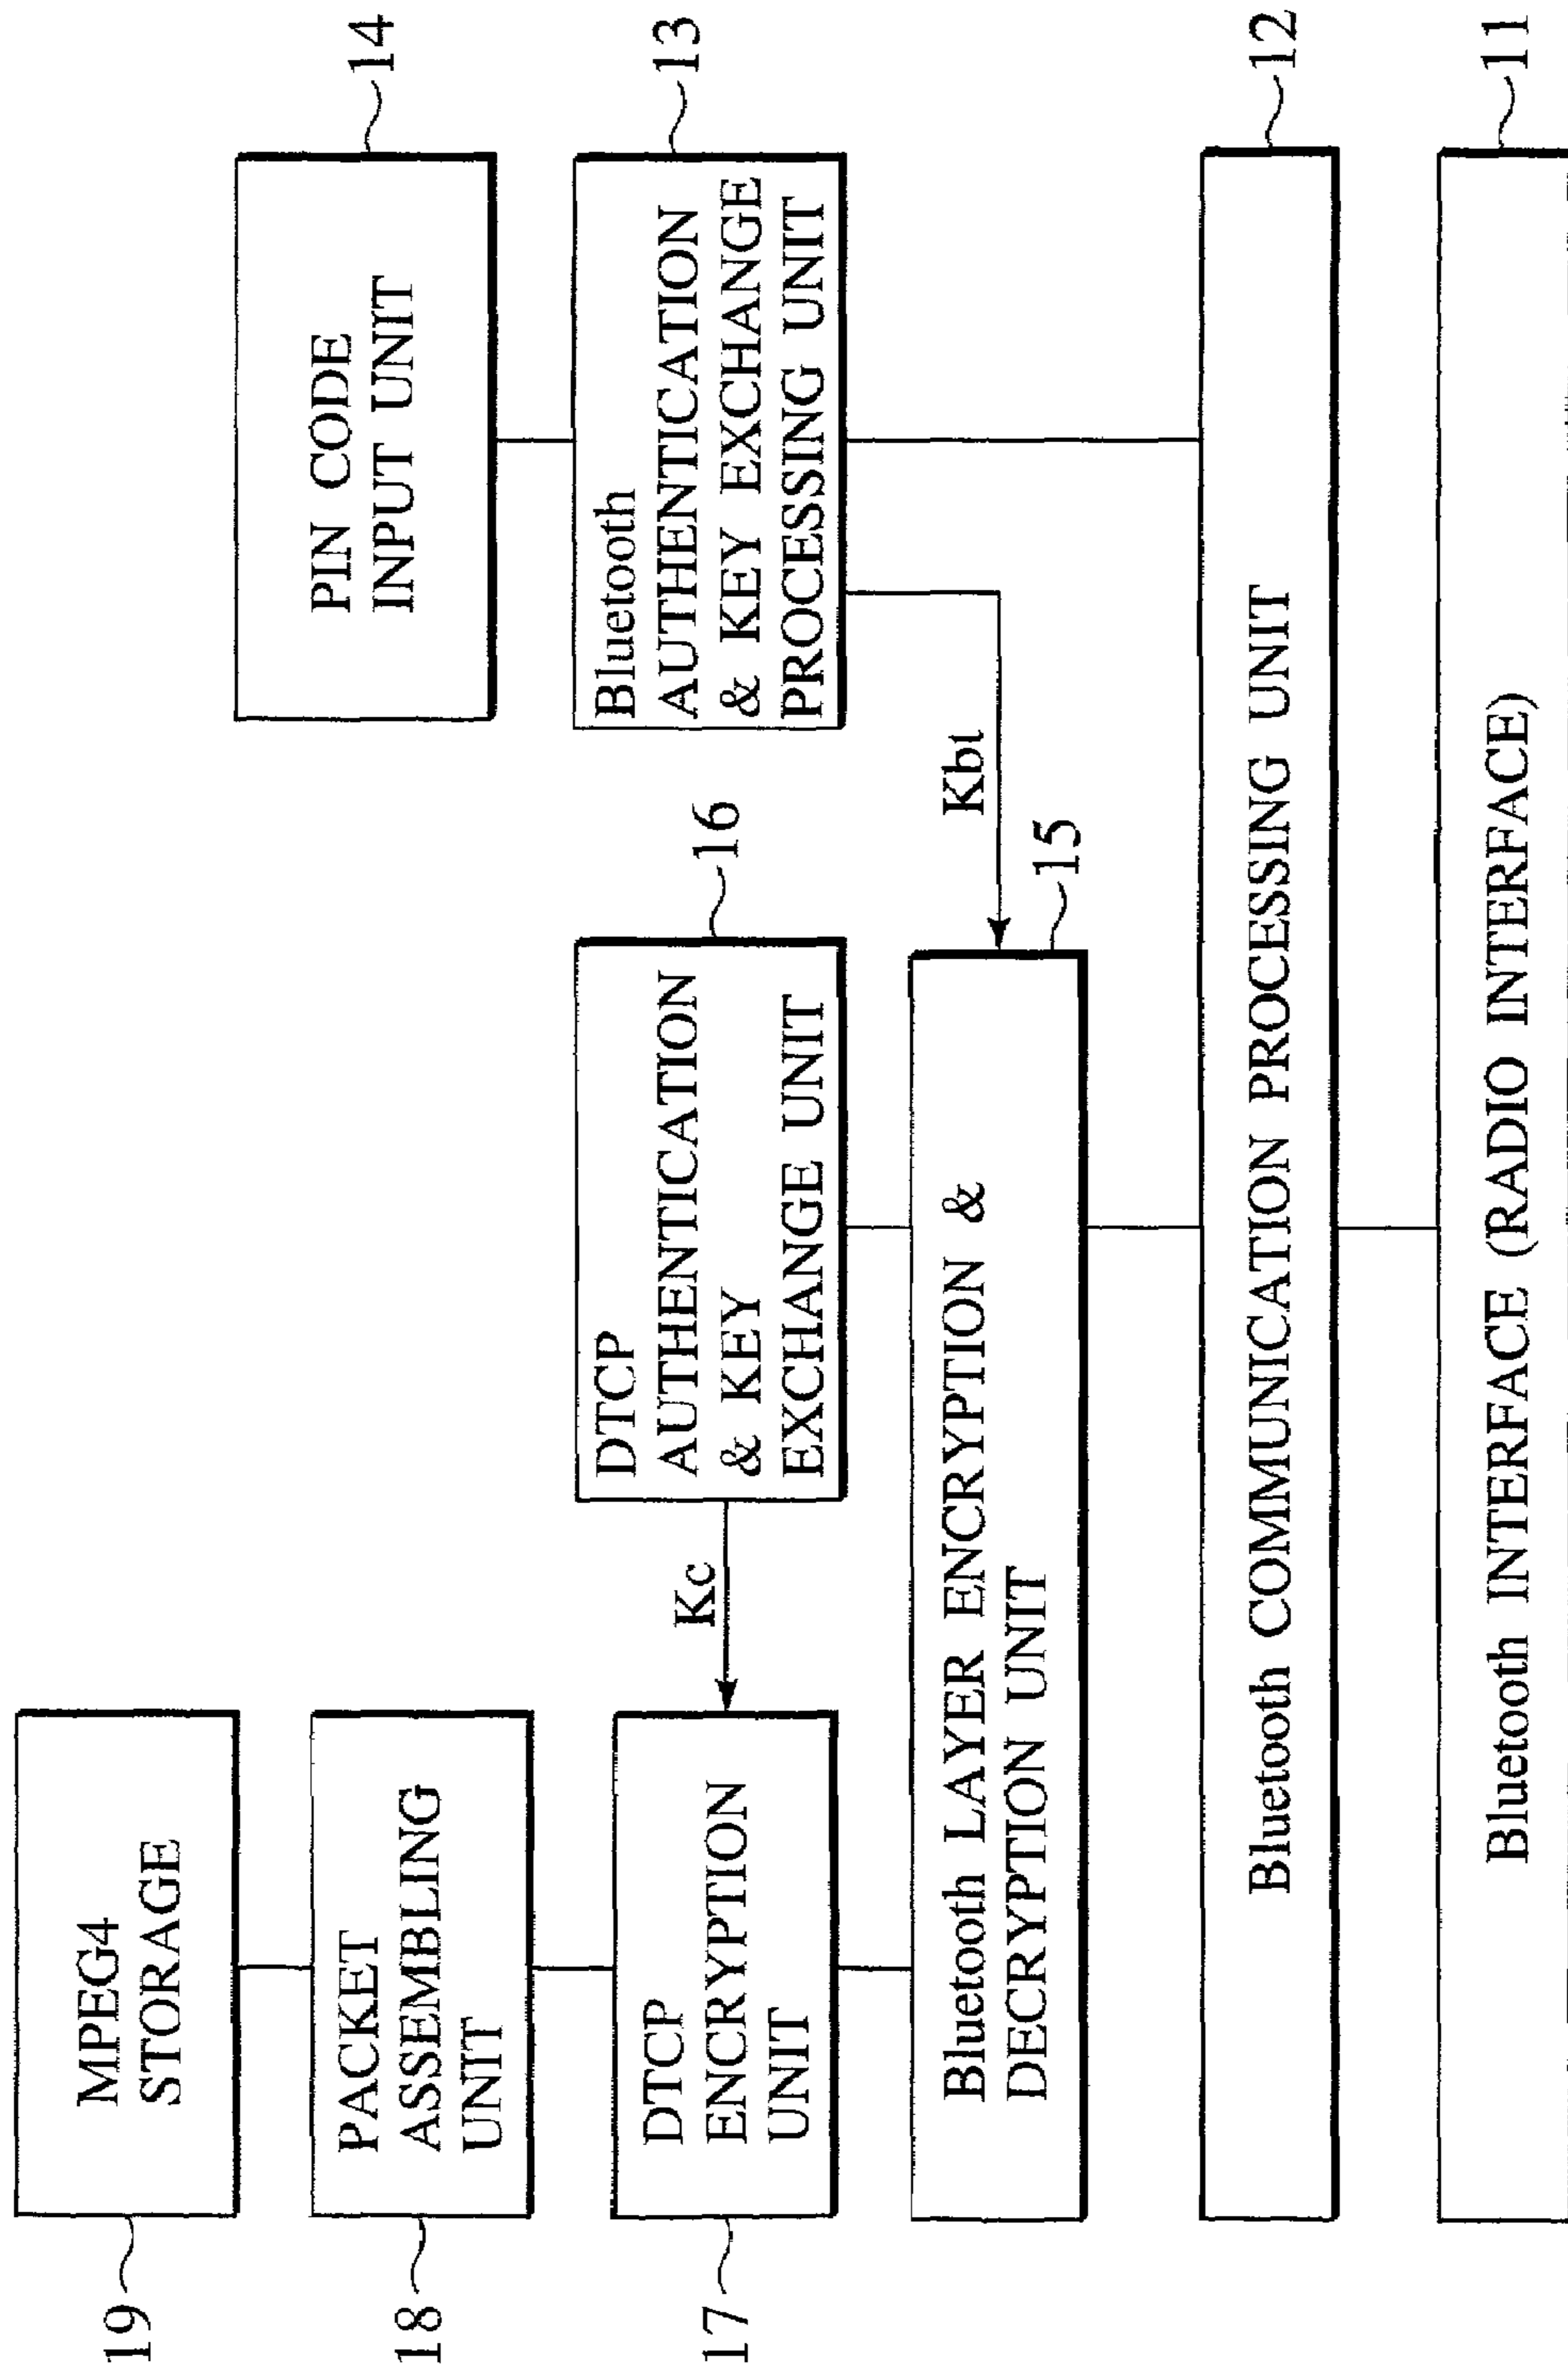 19
MPEG4
STORAGE
18
PACKET
ASSEMBLING
UNIT
17
DTCP
ENCRYPTION
UNIT
Kc
DTCP
AUTHENTICATION
& KEY
EXCHANGE UNIT
16
PIN CODE
INPUT UNIT
14
Bluetooth
AUTHENTICATION
& KEY EXCHANGE
PROCESSING UNIT
13
Kbt
Bluetooth LAYER ENCRYPTION &
DECRYPTION UNIT
15
Bluetooth COMMUNICATION PROCESSING UNIT
12
Bluetooth INTERFACE (RADIO INTERFACE)
11